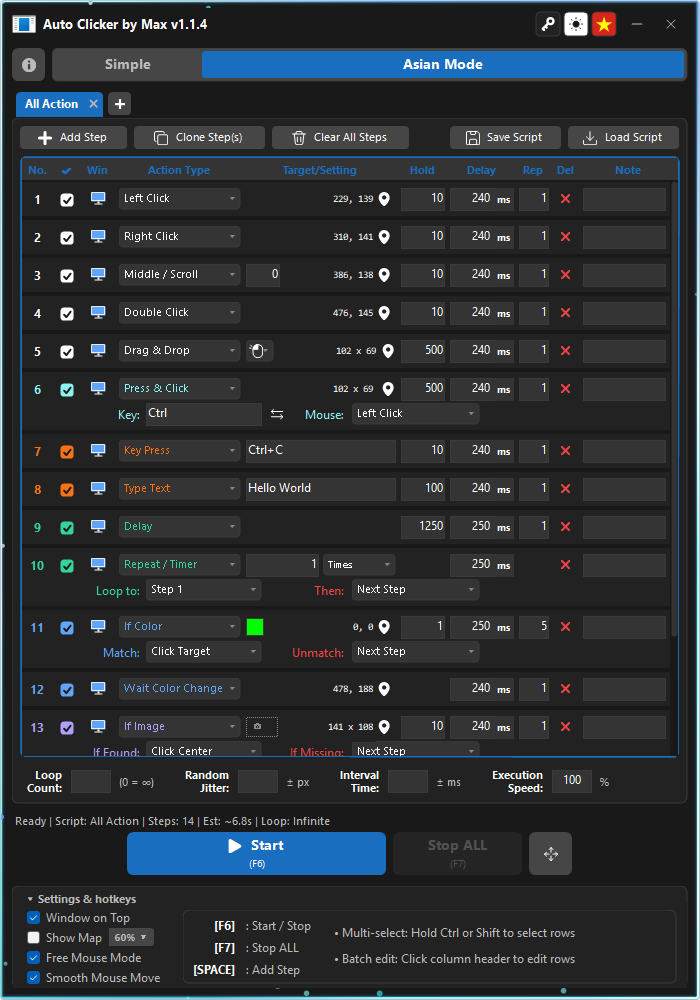 Auto Clicker by Max v1.1.4
Simple Asian Mode
All Action
Add Step Clone Step(s) Clear All Steps Save Script Load Script
No. Win Action Type Target/Setting Hold Delay Rep Del Note
1 Left Click 229, 139 10 240 ms 1
2 Right Click 310, 141 10 240 ms 1
3 Middle / Scroll 0 386, 138 10 240 ms 1
4 Double Click 476, 145 10 240 ms 1
5 Drag & Drop 102 x 69 500 240 ms 1
6 Press & Click 102 x 69 500 240 ms 1
Key: Ctrl Mouse: Left Click
7 Key Press Ctrl+C 10 240 ms 1
8 Type Text Hello World 100 240 ms 1
9 Delay 1250 250 ms 1
10 Repeat / Timer 1 Times 250 ms
Loop to: Step 1 Then: Next Step
11 If Color 0, 0 1 250 ms 5
Match: Click Target Unmatch: Next Step
12 Wait Color Change 478, 188 240 ms 1
13 If Image 141 x 108 10 240 ms 1
If Found: Click Center If Missing: Next Step
Loop Count: (0 = ∞) Random Jitter: ± px Interval Time: ± ms Execution Speed: 100 %
Ready | Script: All Action | Steps: 14 | Est: ~6.8s | Loop: Infinite
Start Stop ALL
(F6) (F7)
Settings & hotkeys
Window on Top
Show Map 60%
Free Mouse Mode
Smooth Mouse Move
[F6] : Start / Stop
[F7] : Stop ALL
[SPACE] : Add Step
• Multi-select: Hold Ctrl or Shift to select rows
• Batch edit: Click column header to edit rows